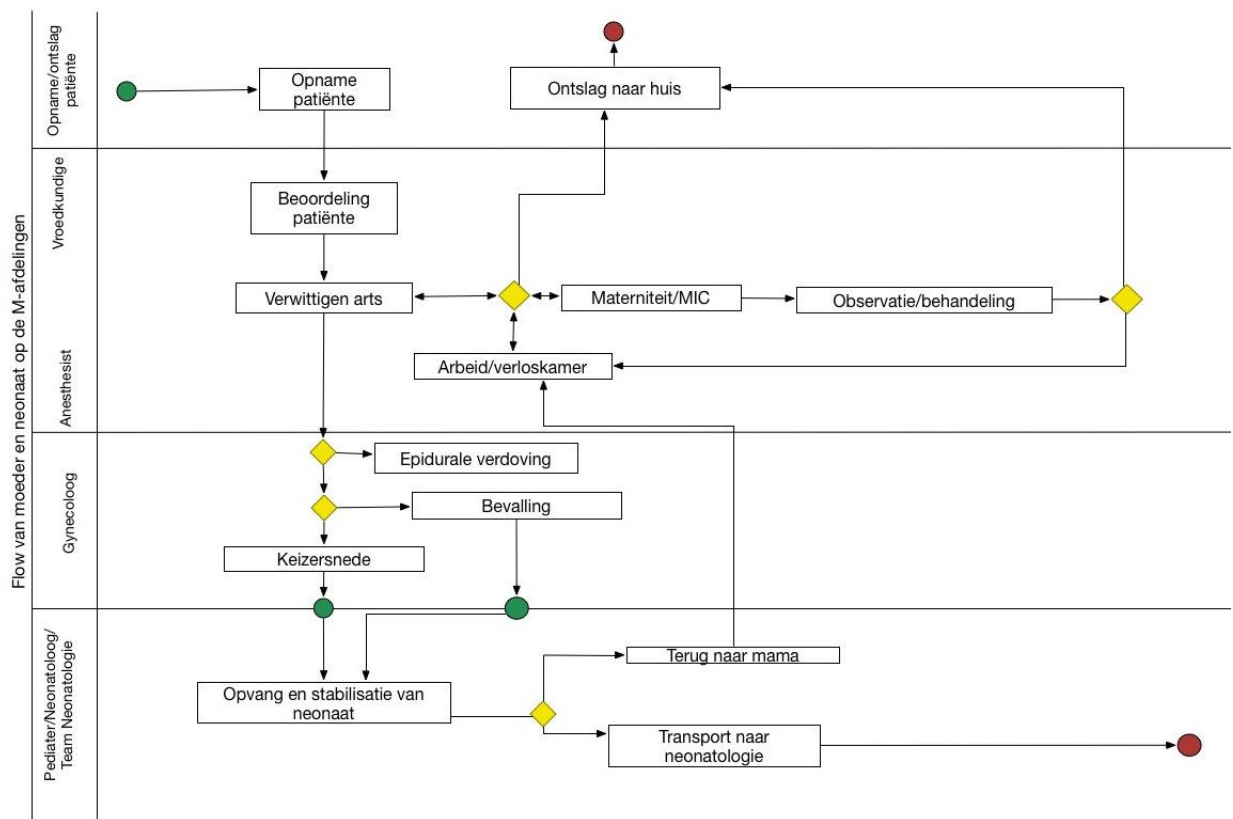 Flow van moeder en neonaat op de M-afdelingen
Opname/ontslag
patiënte
Opname
patiënte
Ontslag naar huis
Vroedkundige
Beoordeling
patiënte
Verwittigen arts
Materniteit/MIC
Observatie/behandeling
Anesthesist
Arbeid/verloskamer
Gynecoloog
Epidurale verdoving
Bevalling
Keizersnede
Pediater/Neonatoloog/
Team Neonatologie
Terug naar mama
Opvang en stabilisatie van
neonaat
Transport naar
neonatologie